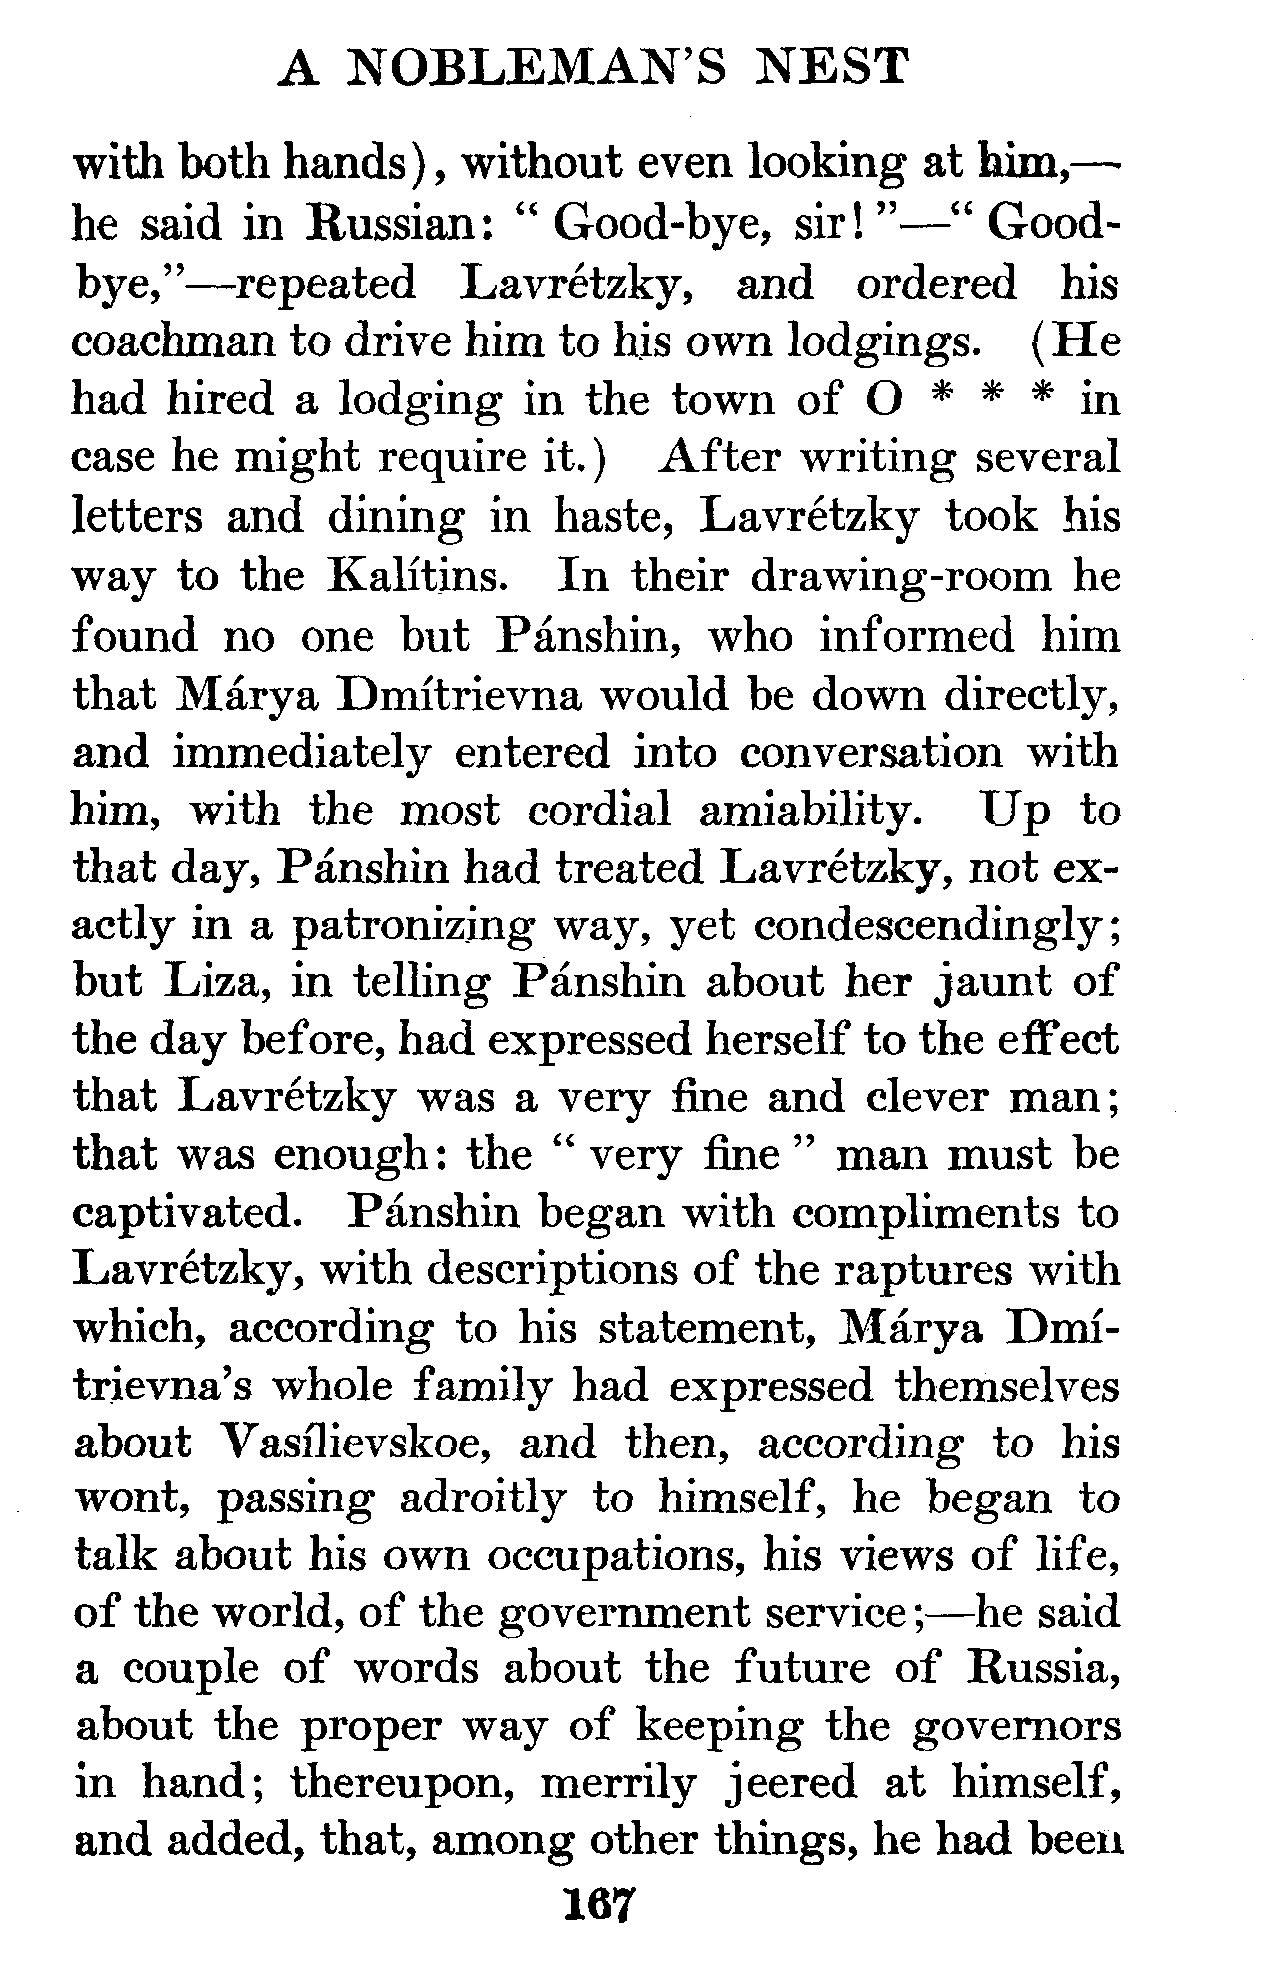 A NOBLEMAN'S NEST
with both hands), without even looking at him,—
he said in Russian: “ Good-bye, sir! ”—“ Good-
bye,”—repeated Lavrétzky, and ordered his
coachman to drive him to his own lodgings. (He
had hired a lodging in the town of O * * * in
case he might require it.) After writing several
letters and dining in haste, Lavrétzky took his
way to the Kalítins. In their drawing-room he
found no one but Pánshin, who informed him
that Márya Dmítrievna would be down directly,
and immediately entered into conversation with
him, with the most cordial amiability. Up to
that day, Pánshin had treated Lavrétzky, not ex-
actly in a patronizing way, yet condescendingly;
but Liza, in telling Pánshin about her jaunt of
the day before, had expressed herself to the effect
that Lavrétzky was a very fine and clever man;
that was enough: the “ very fine ” man must be
captivated. Pánshin began with compliments to
Lavrétzky, with descriptions of the raptures with
which, according to his statement, Márya Dmí-
trievna's whole family had expressed themselves
about Vasílievskoe, and then, according to his
wont, passing adroitly to himself, he began to
talk about his own occupations, his views of life,
of the world, of the government service;—he said
a couple of words about the future of Russia,
about the proper way of keeping the governors
in hand; thereupon, merrily jeered at himself,
and added, that, among other things, he had been
167